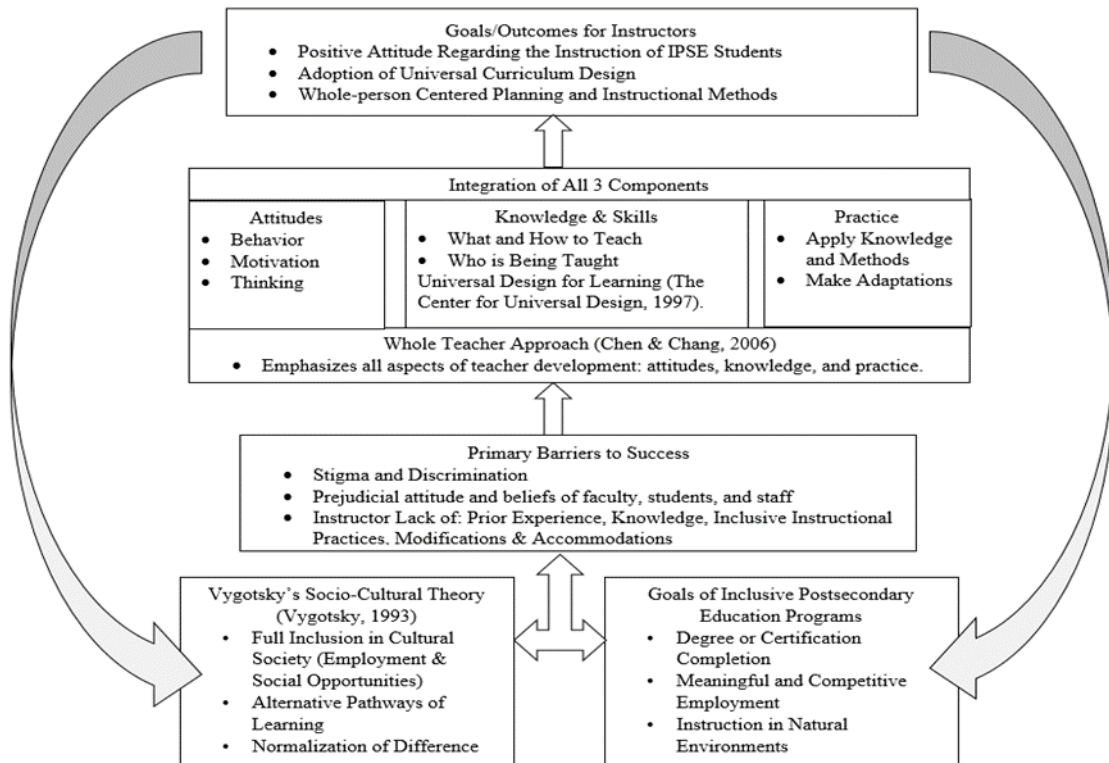 Goals/Outcomes for Instructors
• Positive Attitude Regarding the Instruction of IPSE Students
• Adoption of Universal Curriculum Design
• Whole-person Centered Planning and Instructional Methods
Integration of All 3 Components
Attitudes
• Behavior
• Motivation
• Thinking
Knowledge & Skills
• What and How to Teach
• Who is Being Taught
Universal Design for Learning (The
Center for Universal Design, 1997).
Practice
• Apply Knowledge
and Methods
• Make Adaptations
Whole Teacher Approach (Chen & Chang, 2006)
• Emphasizes all aspects of teacher development: attitudes, knowledge, and practice.
Primary Barriers to Success
• Stigma and Discrimination
• Prejudicial attitude and beliefs of faculty, students, and staff
• Instructor Lack of: Prior Experience, Knowledge, Inclusive Instructional
Practices. Modifications & Accommodations
Vygotsky’s Socio-Cultural Theory
(Vygotsky, 1993)
• Full Inclusion in Cultural
Society (Employment &
Social Opportunities)
• Alternative Pathways of
Learning
• Normalization of Difference
Goals of Inclusive Postsecondary
Education Programs
• Degree or Certification
Completion
• Meaningful and Competitive
Employment
• Instruction in Natural
Environments